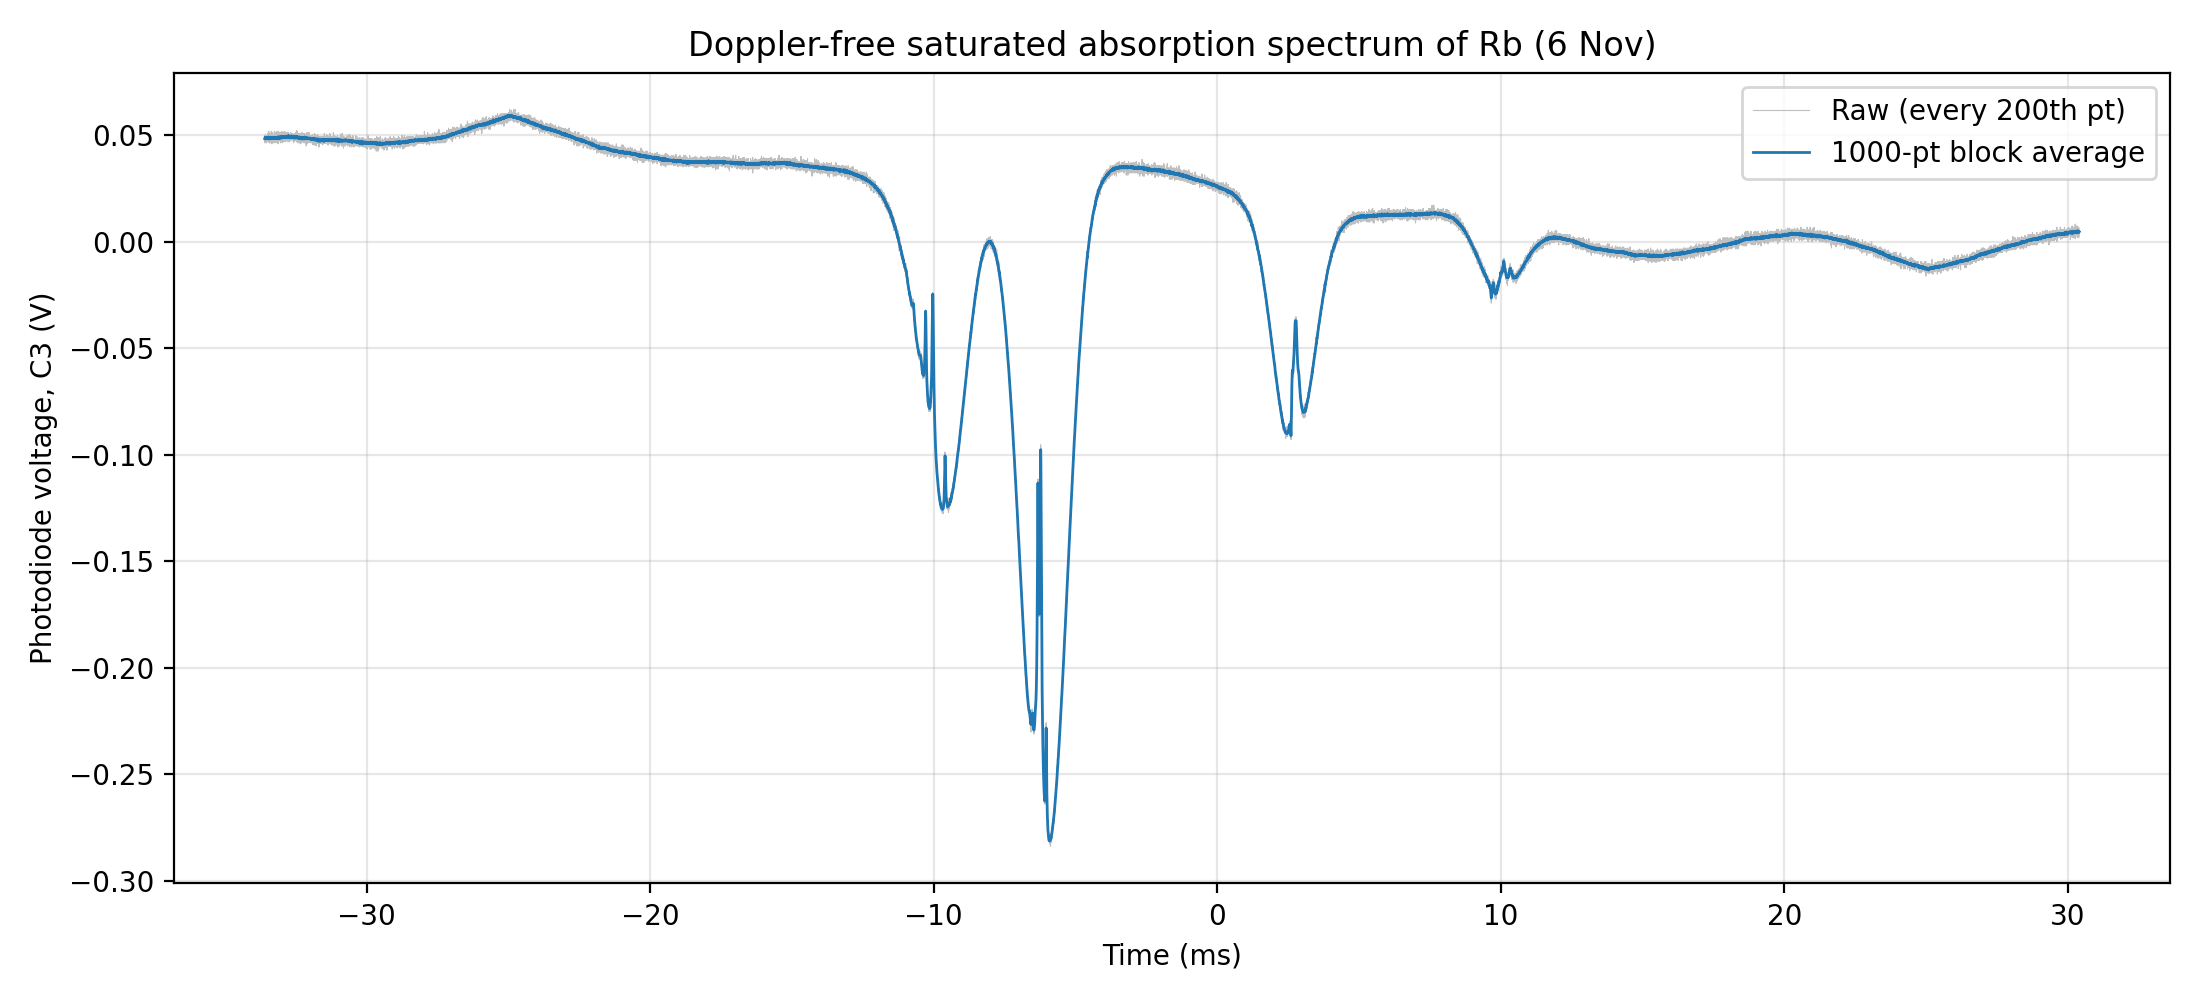 Doppler-free saturated absorption spectrum of Rb (6 Nov)
Raw (every 200th pt)
1000-pt block average
Photodiode voltage, C3 (V)
0.05
0.00
−0.05
−0.10
−0.15
−0.20
−0.25
−0.30
−30 −20 −10 0 10 20 30
Time (ms)